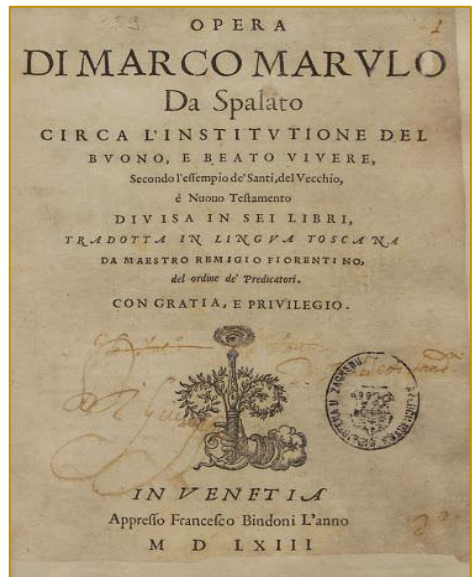 OPERA
DI MARCO MARVLO
Da Spalato
CIRCA L'INSTITVTIONE DEL
BVONO, E BEATO VIVERE,
Secondo l'essempio de' Santi, del Vecchio,
è Nuouo Testamento
DIVISA IN SEI LIBRI,
TRADOTTA IN LINGVA TOSCANA
DA MAESTRO REMIGIO FIORENTINO,
del ordine de' Predicatori.
CON GRATIA, E PRIVILEGIO.
IN VENETIA
Appresso Francesco Bindoni L'anno
M D LXIII